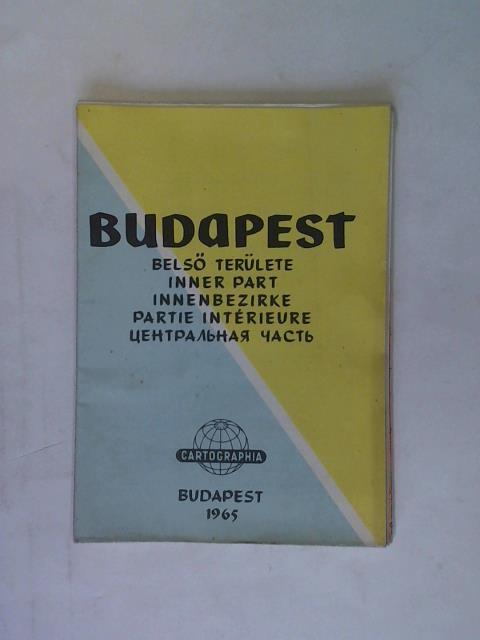 BUDAPEST
BELSŐ TERÜLETE
INNER PART
INNENBEZIRKE
PARTIE INTÉRIEURE
ЦЕНТРАЛЬНАЯ ЧАСТЬ
CARTOGRAPHIA
BUDAPEST
1965